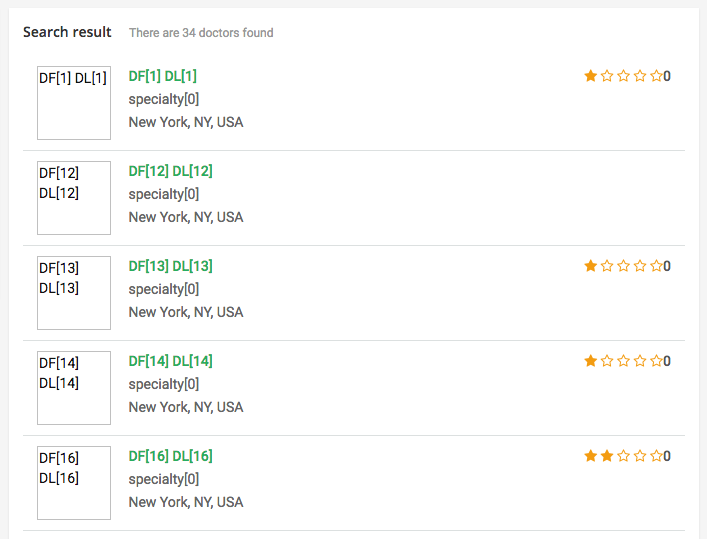 Search result There are 34 doctors found
DF[1] DL[1]
DF[1] DL[1]
0
specialty[0]
New York, NY, USA
DF[12]
DL[12]
DF[12] DL[12]
specialty[0]
New York, NY, USA
DF[13]
DL[13]
DF[13] DL[13]
0
specialty[0]
New York, NY, USA
DF[14]
DL[14]
DF[14] DL[14]
0
specialty[0]
New York, NY, USA
DF[16]
DL[16]
DF[16] DL[16]
0
specialty[0]
New York, NY, USA